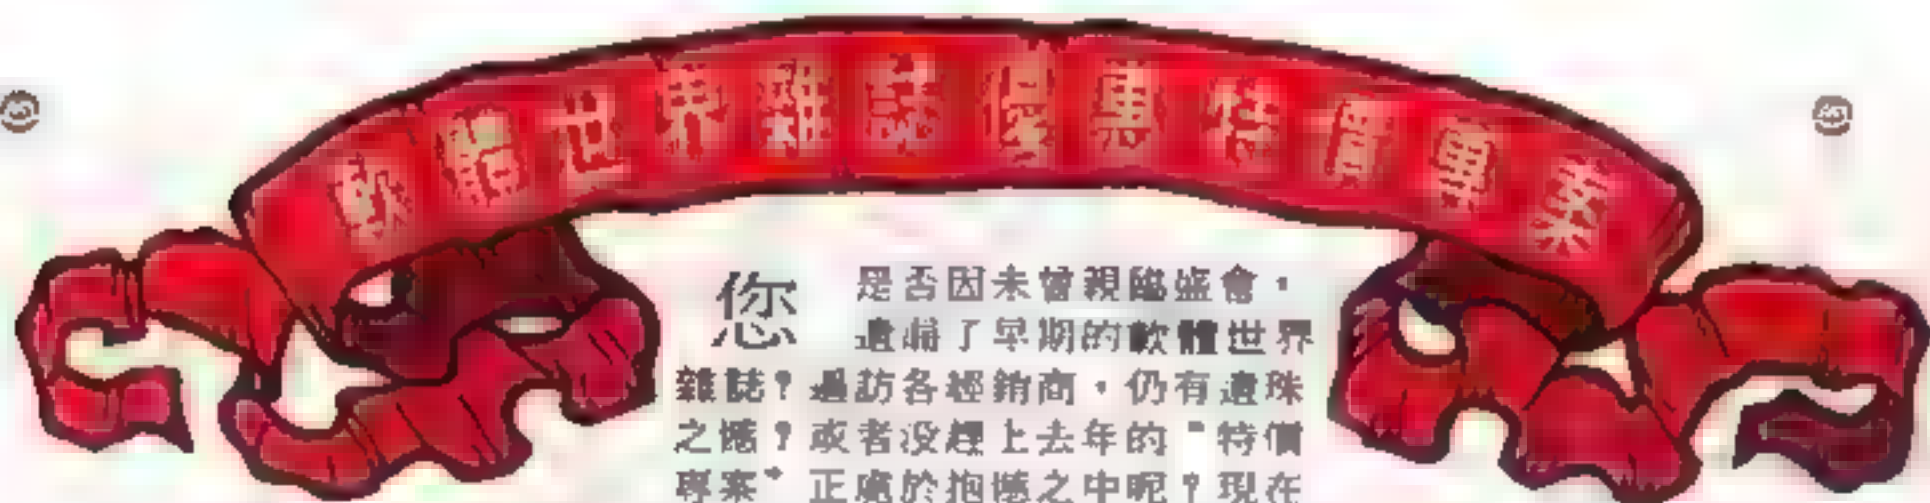 軟體世界雜誌優惠特賣專案
您是否因未曾親臨盛會，
遺漏了早期的軟體世界
雜誌？遍訪各經銷商，仍有遺珠
之憾？或者没趕上去年的“特價
專案”正處於抱憾之中呢？現在